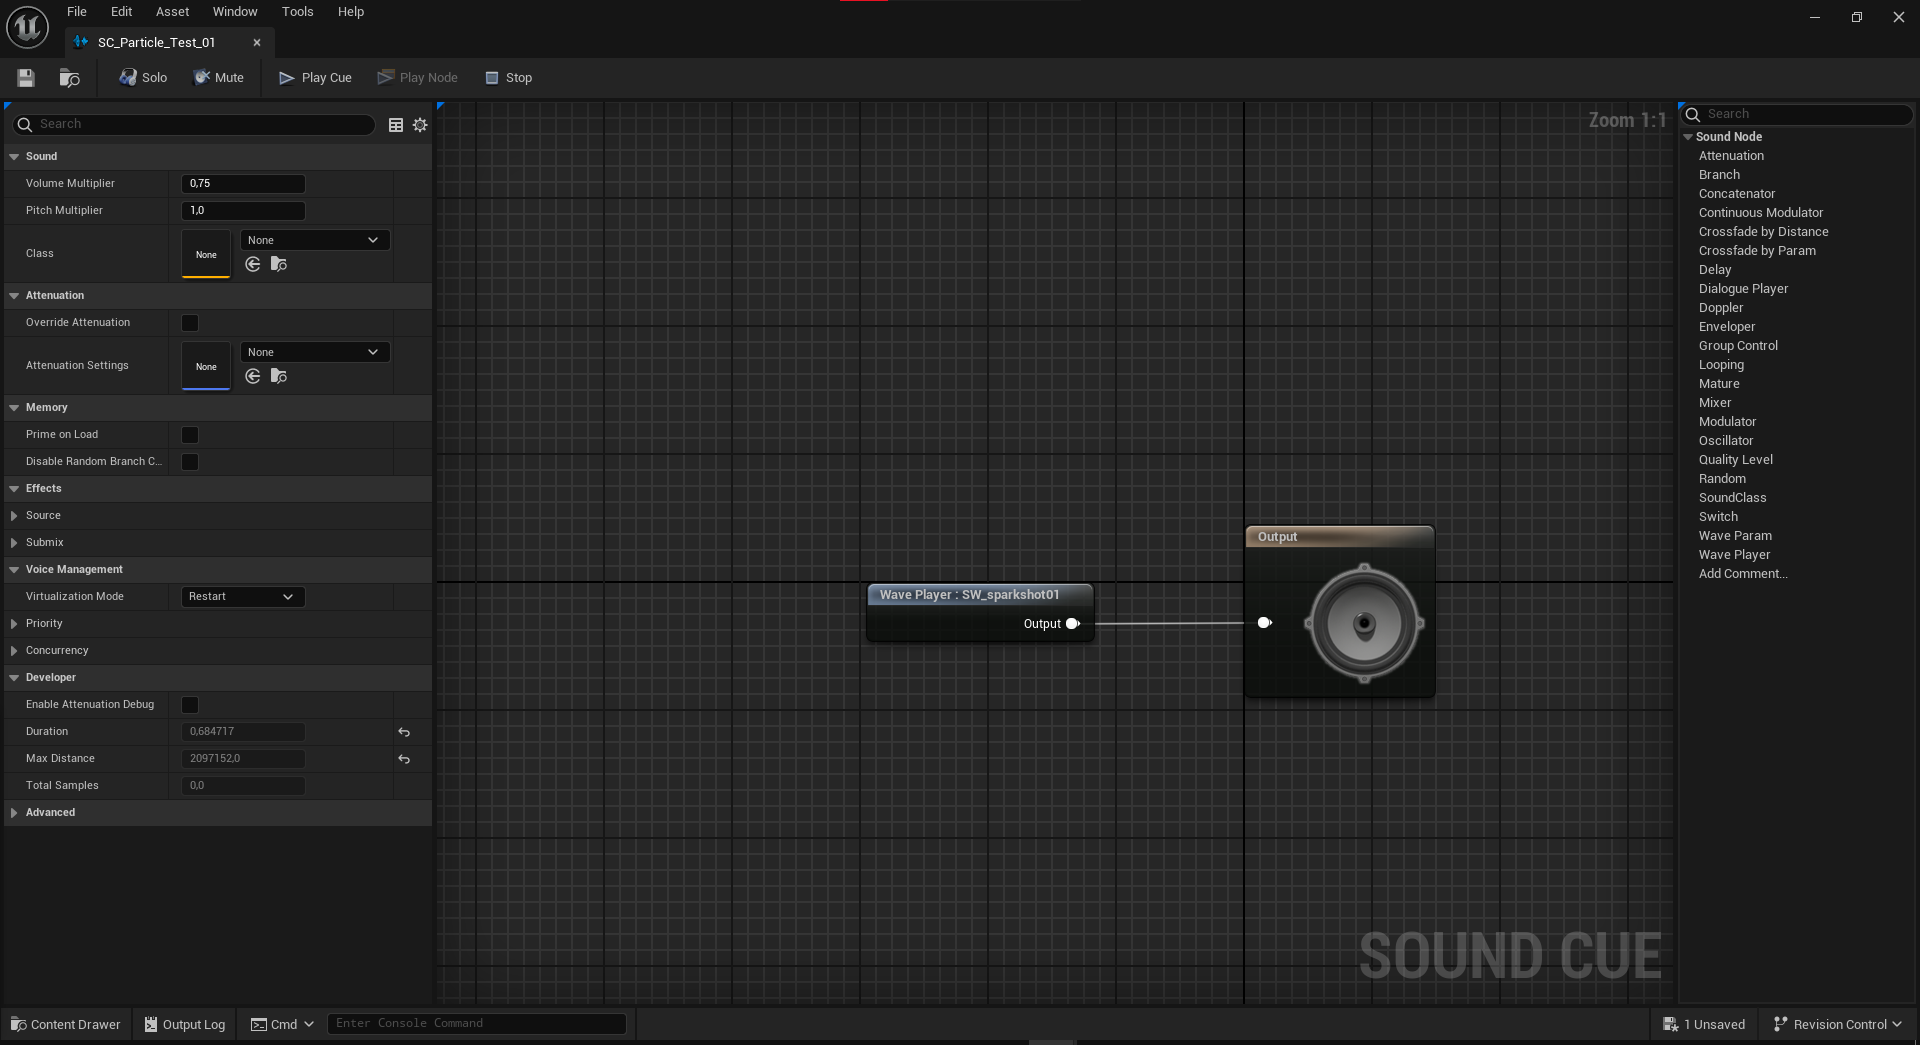 File Edit Asset Window Tools Help
SC_Particle_Test_01
Solo Mute Play Cue Play Node Stop
Search
Sound
Volume Multiplier 0,75
Pitch Multiplier 1,0
Class None None
Attenuation
Override Attenuation
Attenuation Settings None None
Memory
Prime on Load
Disable Random Branch C...
Effects
Source
Submix
Voice Management
Virtualization Mode Restart
Priority
Concurrency
Developer
Enable Attenuation Debug
Duration 0,684717
Max Distance 2097152,0
Total Samples 0,0
Advanced
Zoom 1:1
Output
Wave Player : SW_sparkshot01
Output
SOUND CUE
Search
Sound Node
Attenuation
Branch
Concatenator
Continuous Modulator
Crossfade by Distance
Crossfade by Param
Delay
Dialogue Player
Doppler
Enveloper
Group Control
Looping
Mature
Mixer
Modulator
Oscillator
Quality Level
Random
SoundClass
Switch
Wave Param
Wave Player
Add Comment...
Content Drawer Output Log Cmd Enter Console Command 1 Unsaved Revision Control